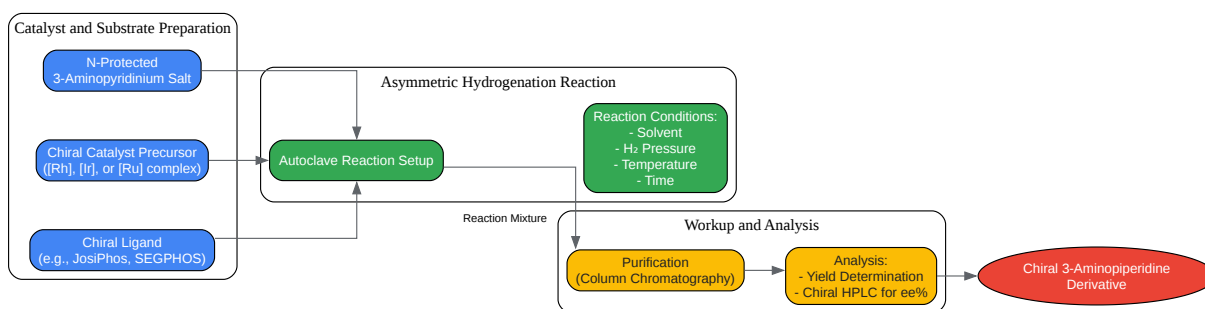 Catalyst and Substrate Preparation
N-Protected
3-Aminopyridinium Salt
Chiral Catalyst Precursor
([Rh], [Ir], or [Ru] complex)
Chiral Ligand
(e.g., JosiPhos, SEGPHOS)
Asymmetric Hydrogenation Reaction
Autoclave Reaction Setup
Reaction Conditions:
- Solvent
- H₂ Pressure
- Temperature
- Time
Reaction Mixture
Workup and Analysis
Purification
(Column Chromatography)
Analysis:
- Yield Determination
- Chiral HPLC for ee%
Chiral 3-Aminopiperidine
Derivative